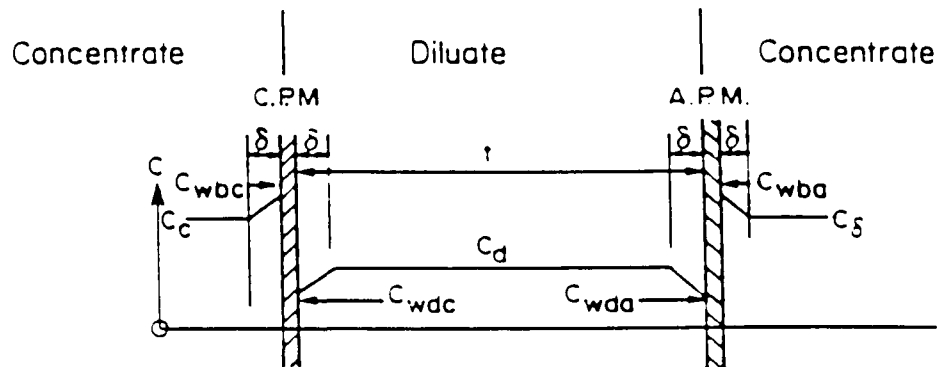 Concentrate Diluate Concentrate
C.P.M A.P.M.
δ δ t δ δ
C
C_wbc C_wba
C_c C_δ
C_d
C_wdc C_wda